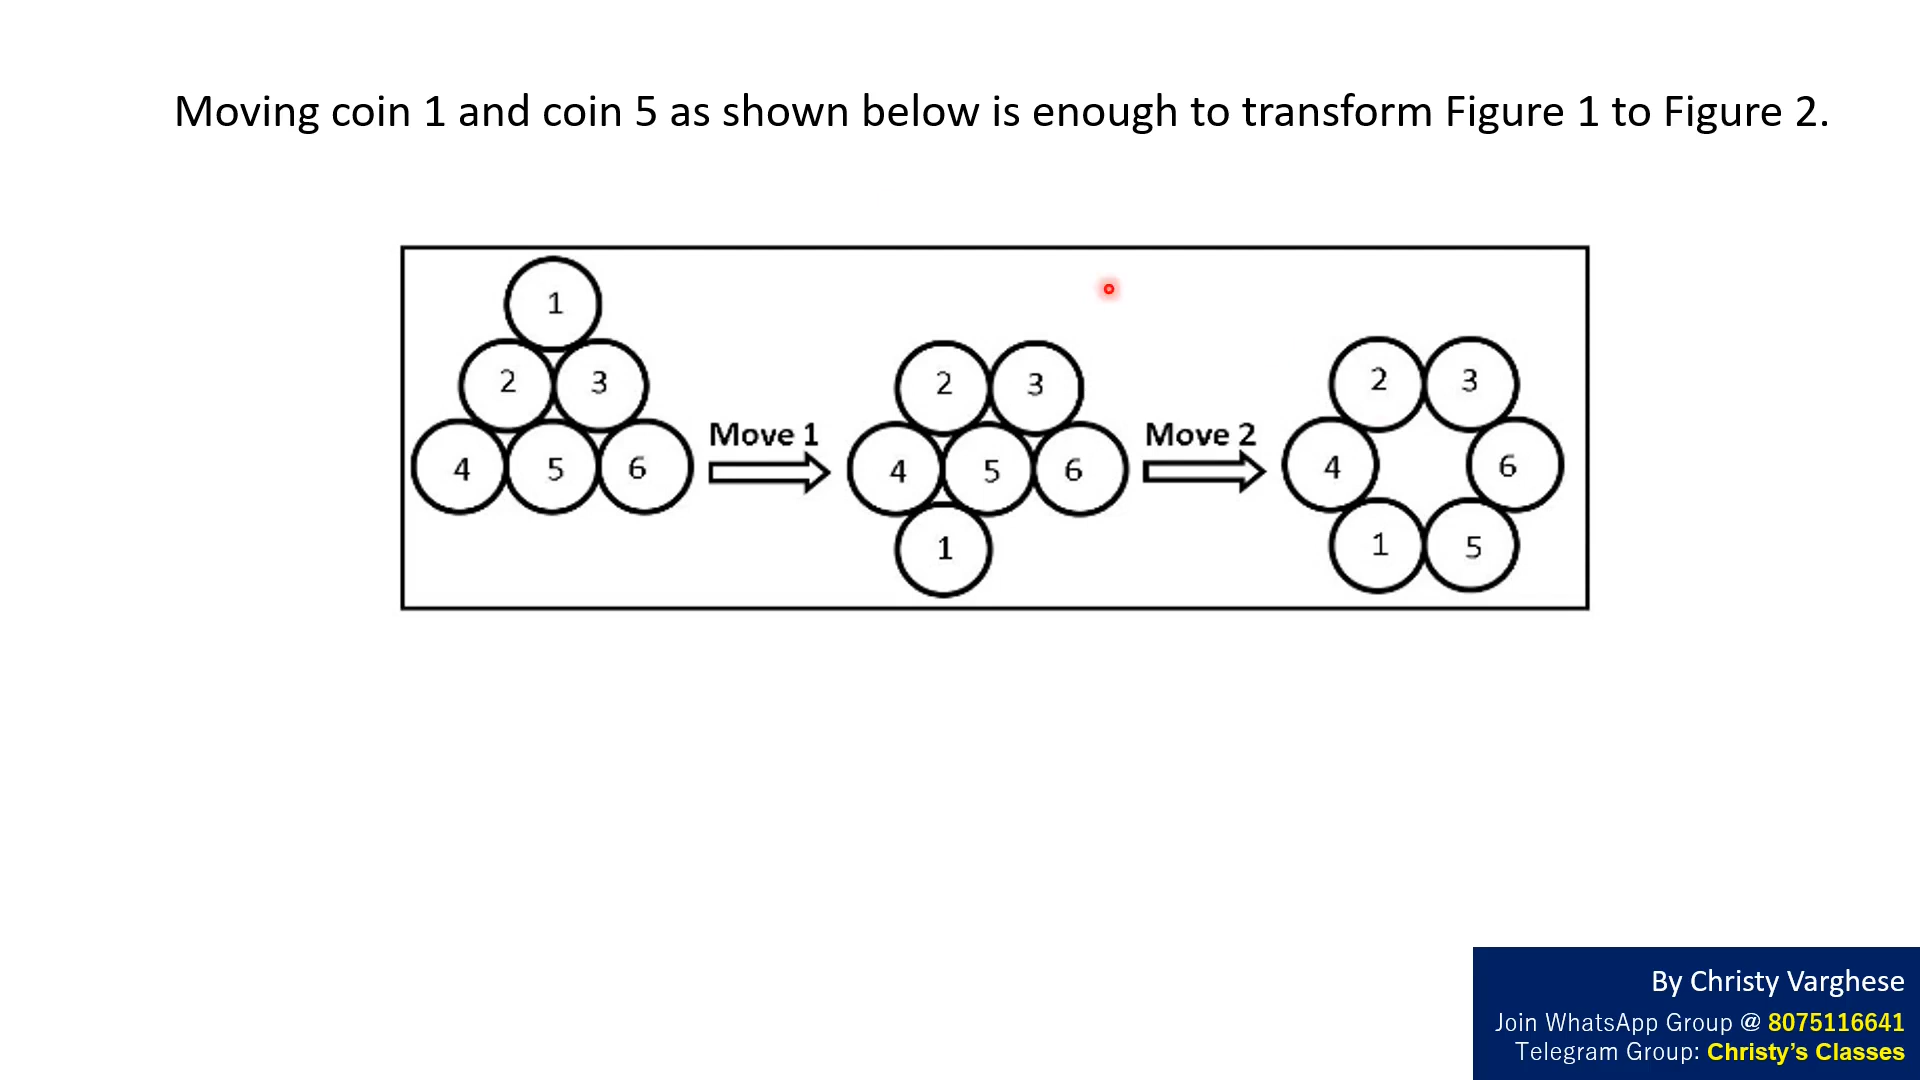 Moving coin 1 and coin 5 as shown below is enough to transform Figure 1 to Figure 2.
1
2 3
4 5 6
Move 1
2 3
4 5 6
1
Move 2
2 3
4 6
1 5
By Christy Varghese
Join WhatsApp Group @ 8075116641
Telegram Group: Christy’s Classes